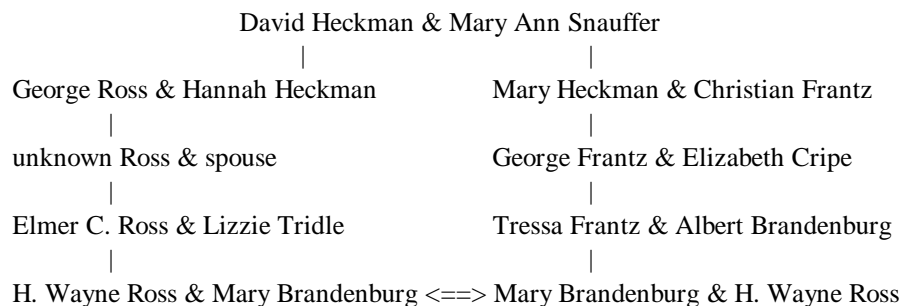 David Heckman & Mary Ann Snauffer
| |
George Ross & Hannah Heckman Mary Heckman & Christian Frantz
| |
unknown Ross & spouse George Frantz & Elizabeth Cripe
| |
Elmer C. Ross & Lizzie Tridle Tressa Frantz & Albert Brandenburg
| |
H. Wayne Ross & Mary Brandenburg <==> Mary Brandenburg & H. Wayne Ross